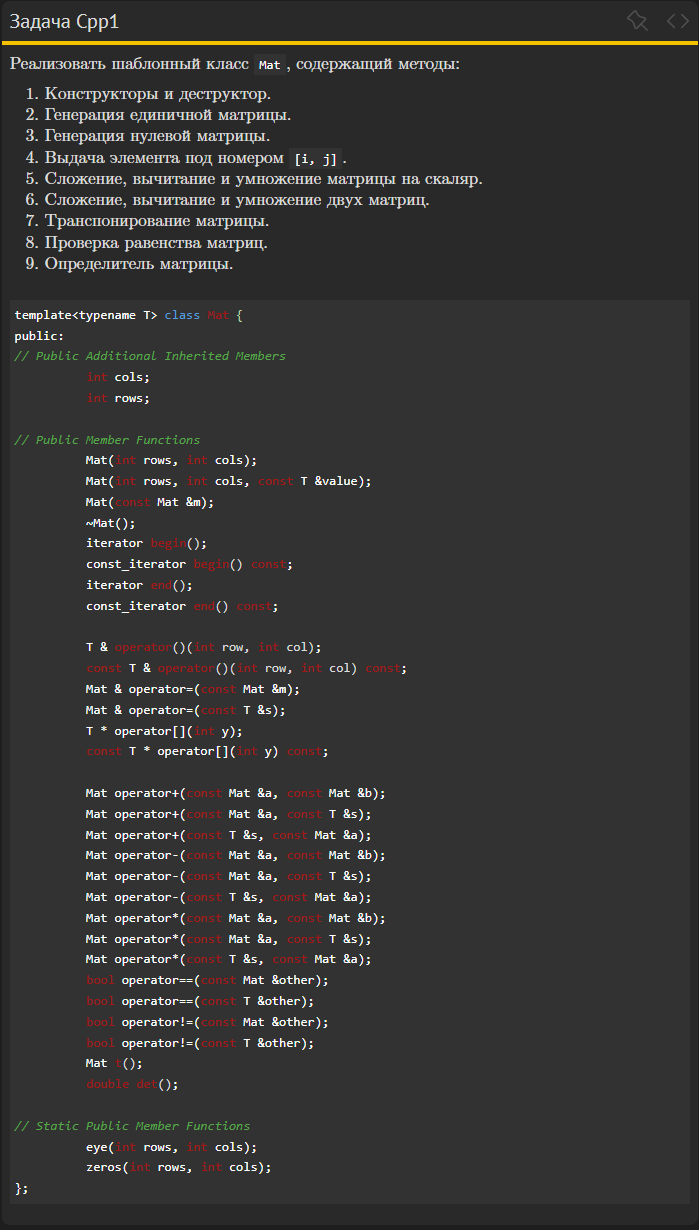 Задача Cpp1
Реализовать шаблонный класс Mat, содержащий методы:
1. Конструкторы и деструктор.
2. Генерация единичной матрицы.
3. Генерация нулевой матрицы.
4. Выдача элемента под номером [i, j].
5. Сложение, вычитание и умножение матрицы на скаляр.
6. Сложение, вычитание и умножение двух матриц.
7. Транспонирование матрицы.
8. Проверка равенства матриц.
9. Определитель матрицы.
template<typename T> class Mat {
public:
// Public Additional Inherited Members
int cols;
int rows;
// Public Member Functions
Mat(int rows, int cols);
Mat(int rows, int cols, const T &value);
Mat(const Mat &m);
~Mat();
iterator begin();
const_iterator begin() const;
iterator end();
const_iterator end() const;
T & operator()(int row, int col);
const T & operator()(int row, int col) const;
Mat & operator=(const Mat &m);
Mat & operator=(const T &s);
T * operator[](int y);
const T * operator[](int y) const;
Mat operator+(const Mat &a, const Mat &b);
Mat operator+(const Mat &a, const T &s);
Mat operator+(const T &s, const Mat &a);
Mat operator-(const Mat &a, const Mat &b);
Mat operator-(const Mat &a, const T &s);
Mat operator-(const T &s, const Mat &a);
Mat operator*(const Mat &a, const Mat &b);
Mat operator*(const Mat &a, const T &s);
Mat operator*(const T &s, const Mat &a);
bool operator==(const Mat &other);
bool operator==(const T &other);
bool operator!=(const Mat &other);
bool operator!=(const T &other);
Mat t();
double det();
// Static Public Member Functions
eye(int rows, int cols);
zeros(int rows, int cols);
};